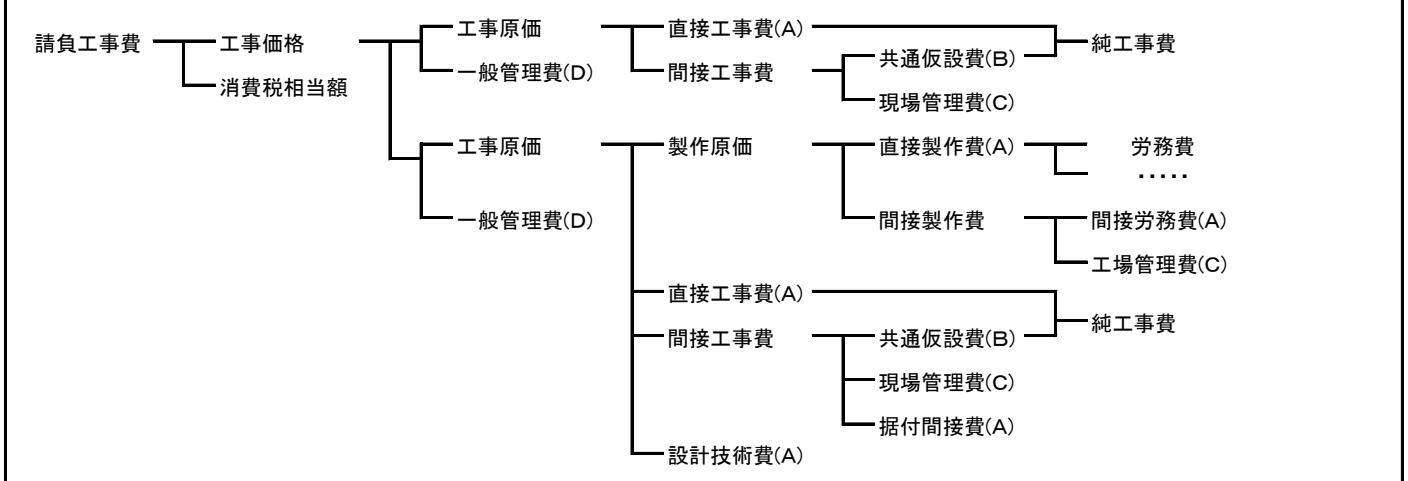 工事原価 直接工事費(A)
請負工事費 工事価格 純工事費
共通仮設費(B)
一般管理費(D) 間接工事費
消費税相当額
現場管理費(C)
工事原価 製作原価 直接製作費(A) 労務費
・・・・・
一般管理費(D) 間接製作費 間接労務費(A)
工場管理費(C)
直接工事費(A)
純工事費
間接工事費 共通仮設費(B)
現場管理費(C)
据付間接費(A)
設計技術費(A)